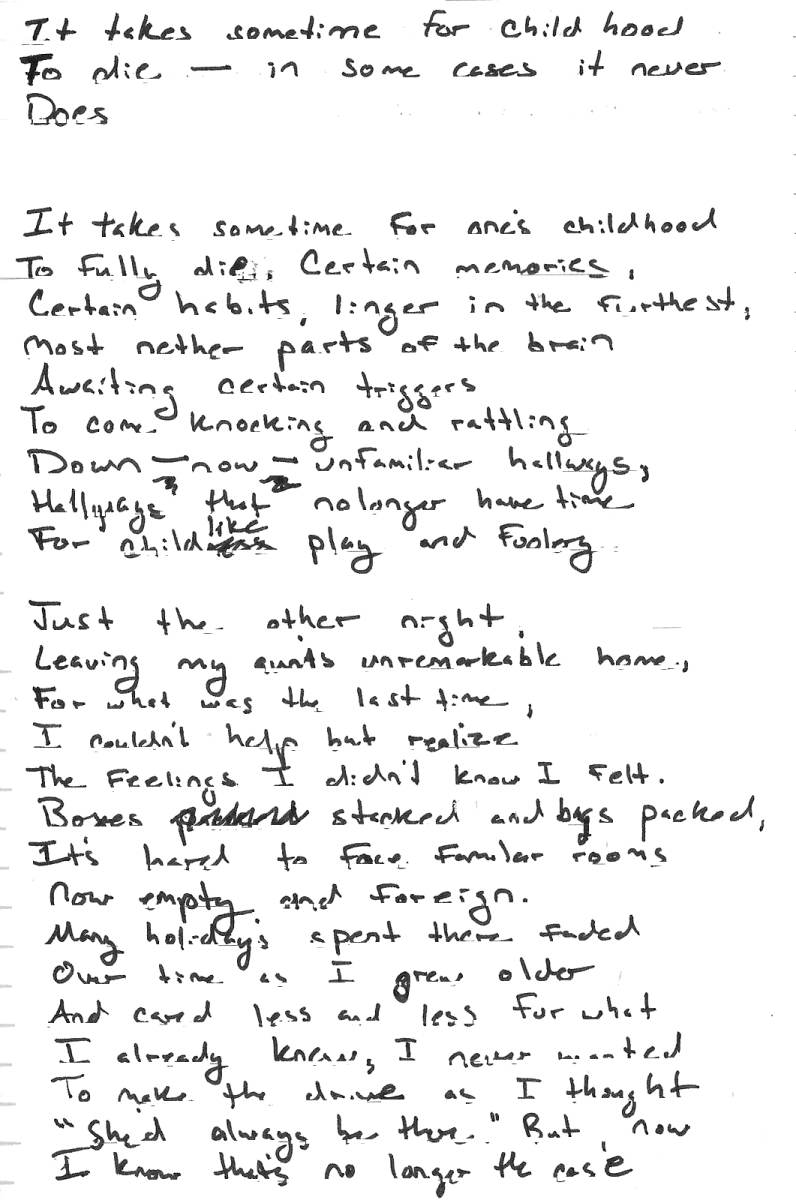 It takes sometime for child hood
To die — in some cases it never
Does
It takes sometime for one's childhood
To fully die. Certain memories,
Certain habits, linger in the furthest,
Most nether parts of the brain
Awaiting certain triggers
To come knocking and rattling
Down - now - unfamiliar hallways,
Hallways that no longer have time
For childlike play and foolery
Just the other night,
Leaving my aunt's unremarkable home,
For what was the last time,
I couldn't help but realize
The feelings I didn't know I felt.
Boxes stacked and bags packed,
It's hard to face familar rooms
Now empty and foreign.
Many holiday's spent there faded
Over time as I grew older
And cared less and less for what
I already knew, I never wanted
To make the drive as I thought
"She'd always be there." But now
I know that's no longer the case